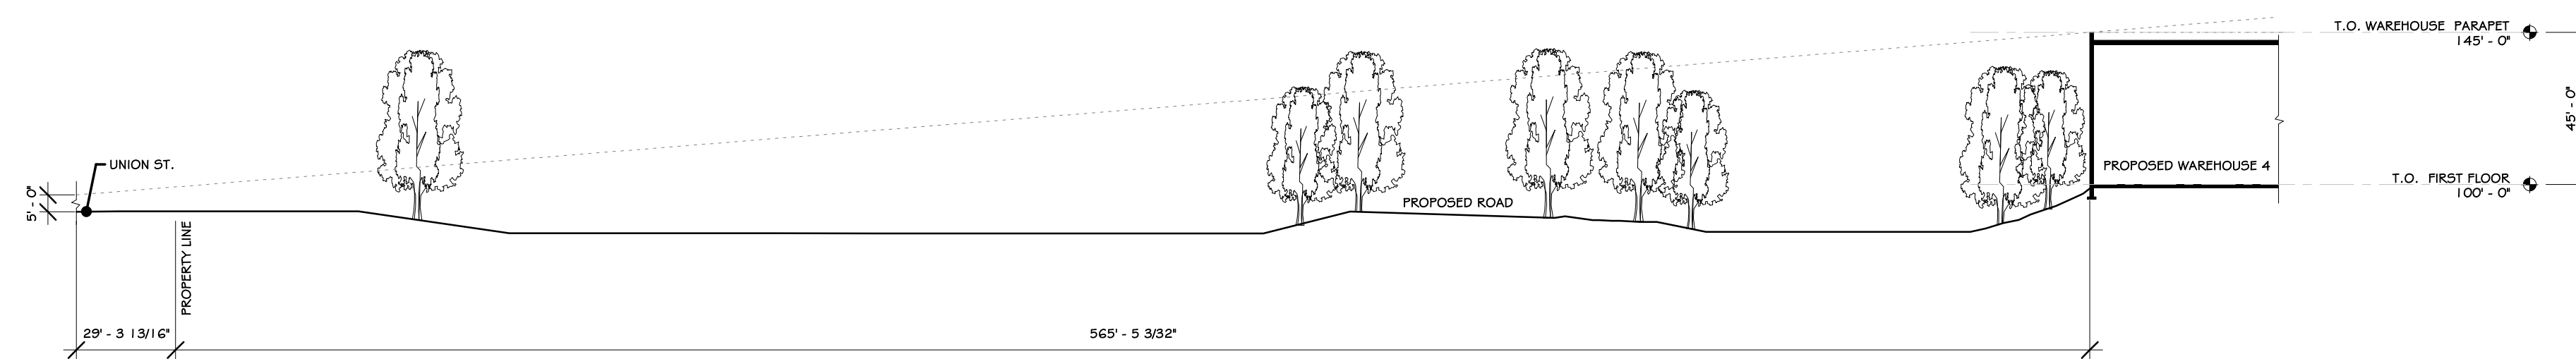 T.O. WAREHOUSE PARAPET
145' - 0"
45' - 0"
UNION ST.
PROPOSED WAREHOUSE 4
T.O. FIRST FLOOR
100' - 0"
5' - 0"
PROPOSED ROAD
PROPERTY LINE
29' - 3 13/16"
565' - 5 3/32"